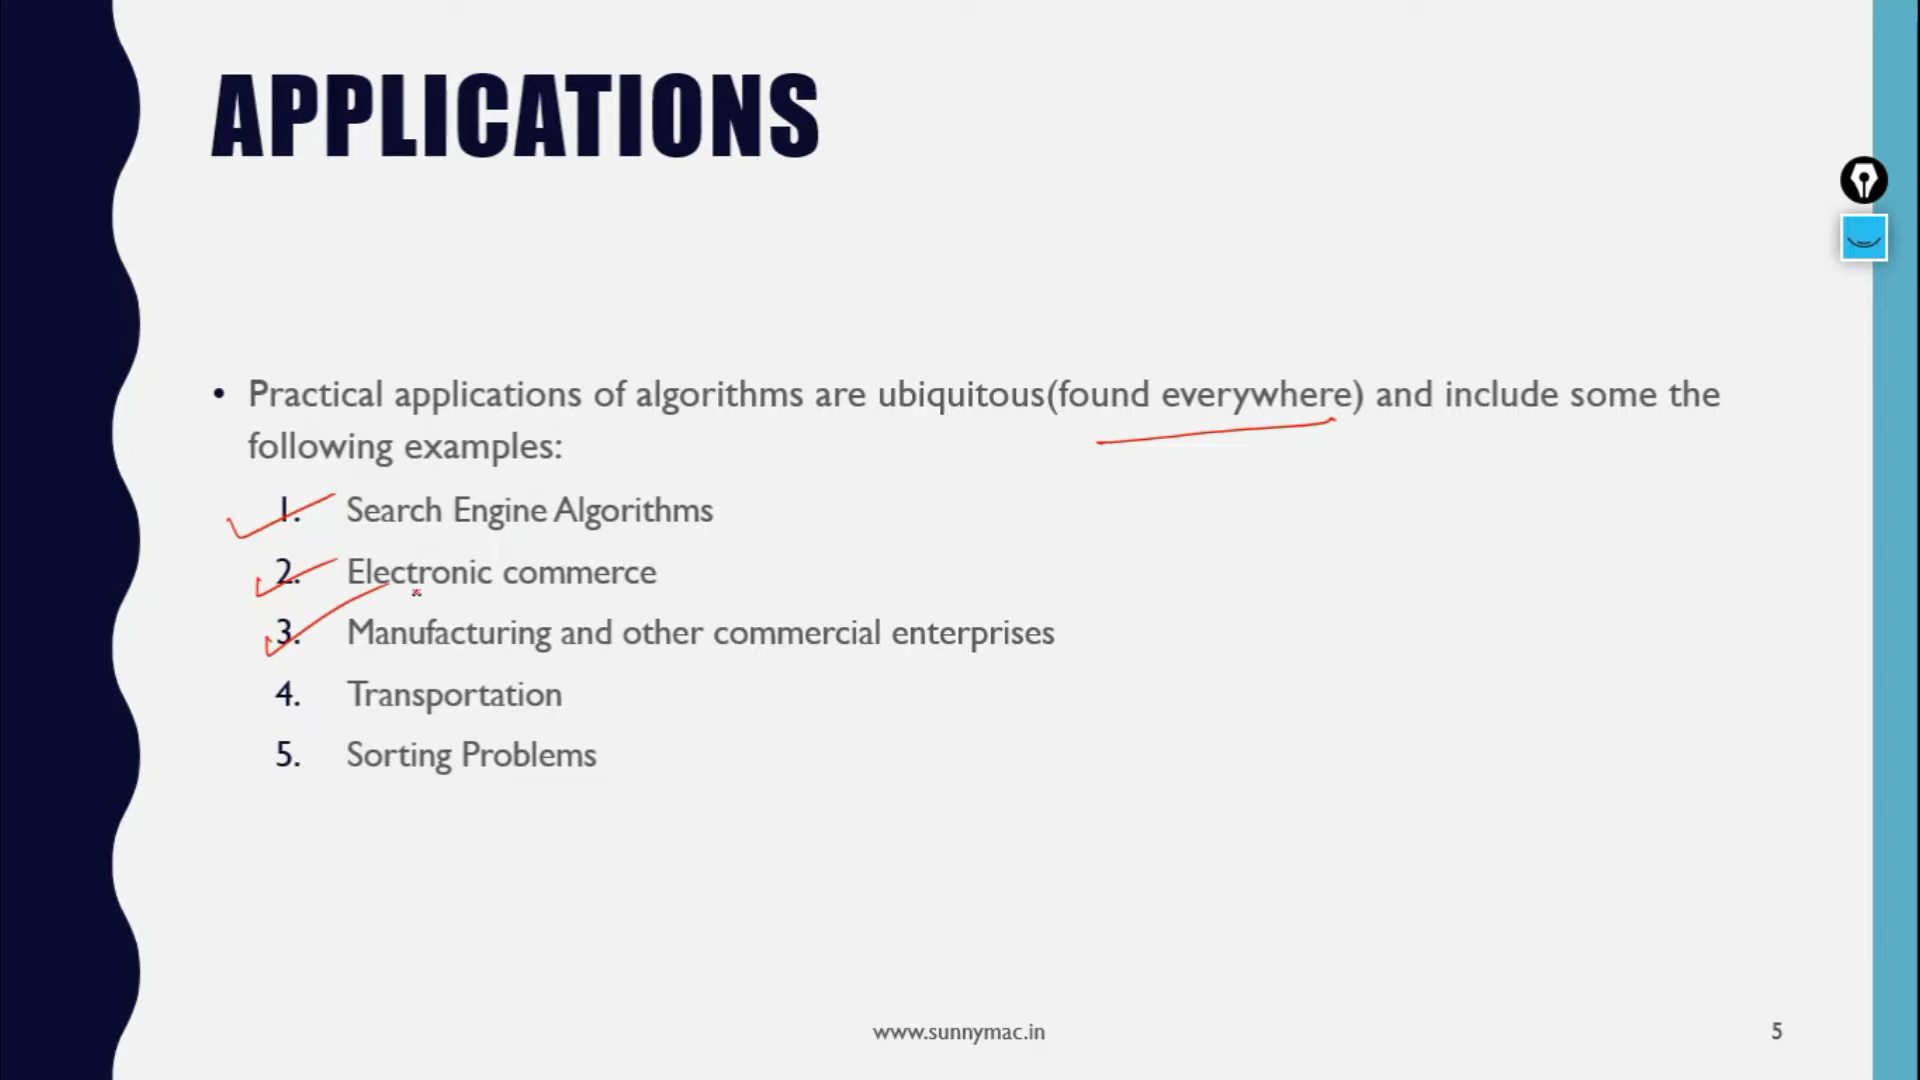 APPLICATIONS
• Practical applications of algorithms are ubiquitous(found everywhere) and include some the
following examples:
1. Search Engine Algorithms
2. Electronic commerce
3. Manufacturing and other commercial enterprises
4. Transportation
5. Sorting Problems
www.sunnymac.in
5